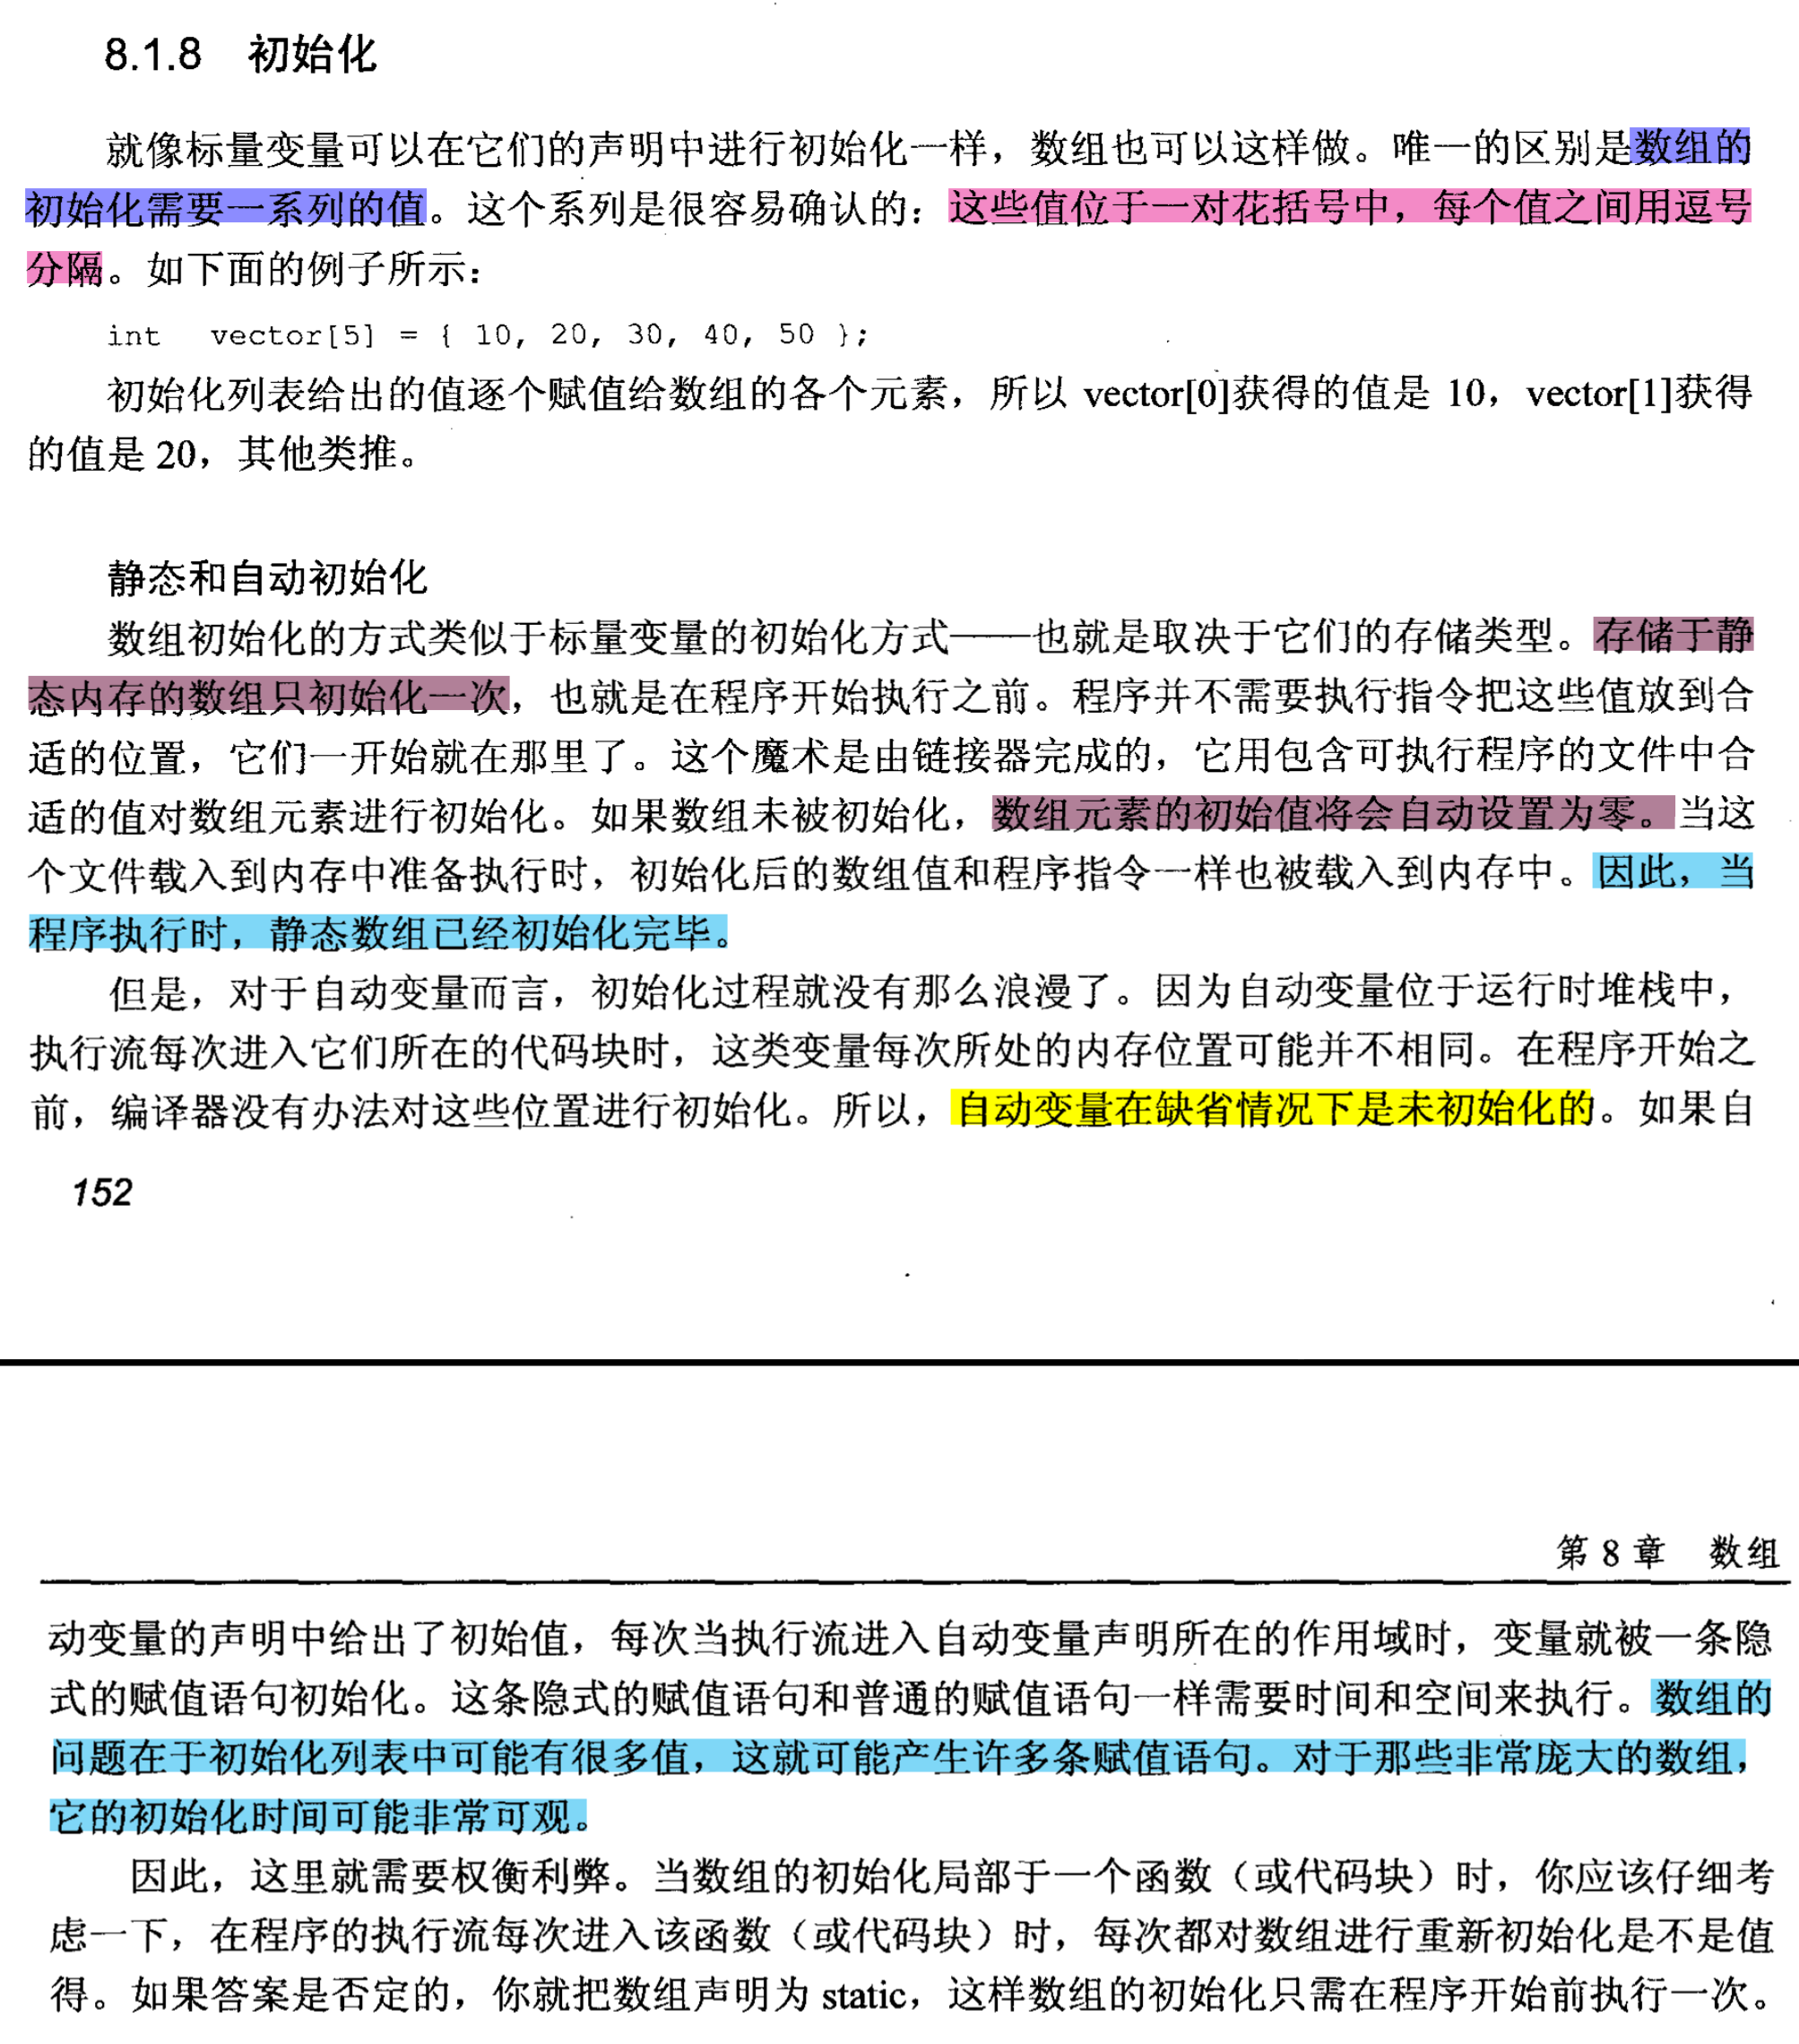 8.1.8 初始化
就像标量变量可以在它们的声明中进行初始化一样，数组也可以这样做。唯一的区别是数组的
初始化需要一系列的值。这个系列是很容易确认的：这些值位于一对花括号中，每个值之间用逗号
分隔。如下面的例子所示：
int vector[5] = { 10, 20, 30, 40, 50 };
初始化列表给出的值逐个赋值给数组的各个元素，所以 vector[0]获得的值是 10，vector[1]获得
的值是 20，其他类推。
静态和自动初始化
数组初始化的方式类似于标量变量的初始化方式——也就是取决于它们的存储类型。存储于静
态内存的数组只初始化一次，也就是在程序开始执行之前。程序并不需要执行指令把这些值放到合
适的位置，它们一开始就在那里了。这个魔术是由链接器完成的，它用包含可执行程序的文件中合
适的值对数组元素进行初始化。如果数组未被初始化，数组元素的初始值将会自动设置为零。当这
个文件载入到内存中准备执行时，初始化后的数组值和程序指令一样也被载入到内存中。因此，当
程序执行时，静态数组已经初始化完毕。
但是，对于自动变量而言，初始化过程就没有那么浪漫了。因为自动变量位于运行时堆栈中，
执行流每次进入它们所在的代码块时，这类变量每次所处的内存位置可能并不相同。在程序开始之
前，编译器没有办法对这些位置进行初始化。所以，自动变量在缺省情况下是未初始化的。如果自
152
第 8 章 数组
动变量的声明中给出了初始值，每次当执行流进入自动变量声明所在的作用域时，变量就被一条隐
式的赋值语句初始化。这条隐式的赋值语句和普通的赋值语句一样需要时间和空间来执行。数组的
问题在于初始化列表中可能有很多值，这就可能产生许多条赋值语句。对于那些非常庞大的数组，
它的初始化时间可能非常可观。
因此，这里就需要权衡利弊。当数组的初始化局部于一个函数（或代码块）时，你应该仔细考
虑一下，在程序的执行流每次进入该函数（或代码块）时，每次都对数组进行重新初始化是不是值
得。如果答案是否定的，你就把数组声明为 static，这样数组的初始化只需在程序开始前执行一次。